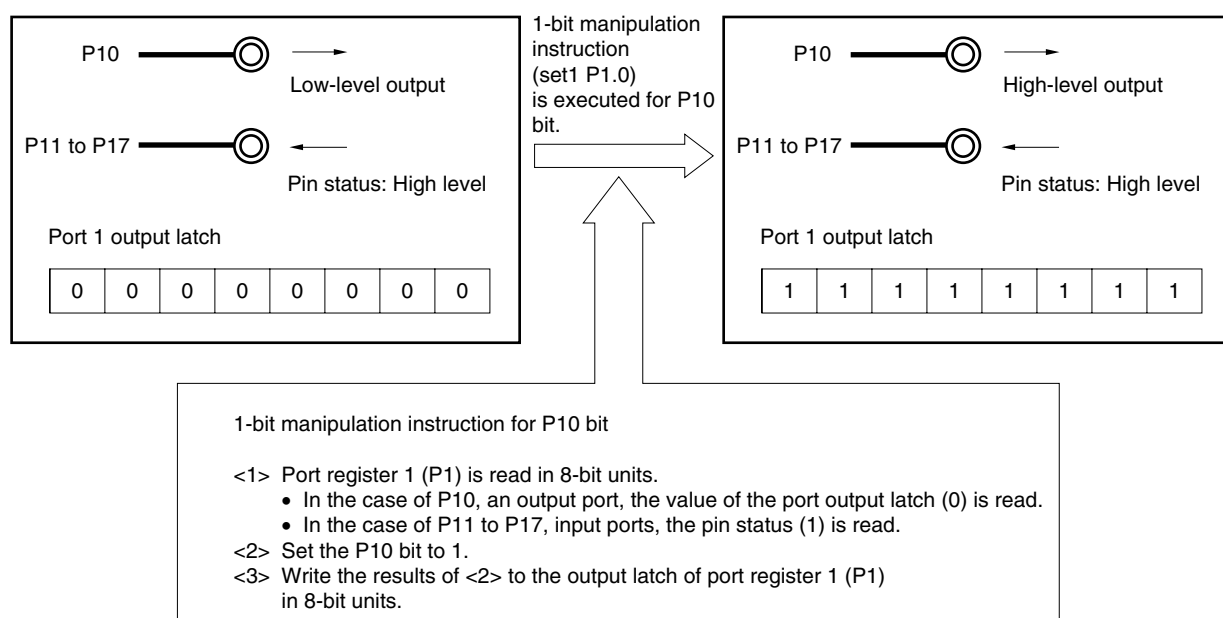 P10
Low-level output
P11 to P17
Pin status: High level
Port 1 output latch
0 0 0 0 0 0 0 0
1-bit manipulation
instruction
(set1 P1.0)
is executed for P10
bit.
P10
High-level output
P11 to P17
Pin status: High level
Port 1 output latch
1 1 1 1 1 1 1 1
1-bit manipulation instruction for P10 bit
<1> Port register 1 (P1) is read in 8-bit units.
• In the case of P10, an output port, the value of the port output latch (0) is read.
• In the case of P11 to P17, input ports, the pin status (1) is read.
<2> Set the P10 bit to 1.
<3> Write the results of <2> to the output latch of port register 1 (P1)
in 8-bit units.